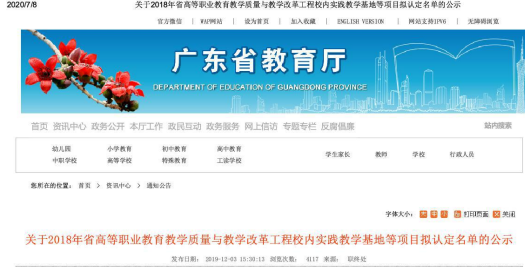 2020/7/8 关于2018年省高等职业教育教学质量与教学改革工程校内实践教学基地等项目拟认定名单的公示
官方微信 | WAP网站 | 设为首页 | 加入收藏 | ENGLISH VERSION | 网站支持IPV6 | 无障碍浏览
广东省教育厅
DEPARTMENT OF EDUCATION OF GUANGDONG PROVINCE
首页 资讯中心 政务公开 本厅工作 政民互动 政务服务 网上信访 专题专栏 反腐倡廉 站内搜索
幼儿园 小学教育 初中教育 高中教育
中职学校 高等学校 特殊教育 工读学校
学生家长 教师 学校 行政人员
您所在的位置: 首页 > 资讯中心 > 通知公告
字体大小: 大 中 小 打印页面 关闭
关于2018年省高等职业教育教学质量与教学改革工程校内实践教学基地等项目拟认定名单的公示
发布日期: 2019-12-03 15:30:13 浏览次数: 4117 来源: 职终处